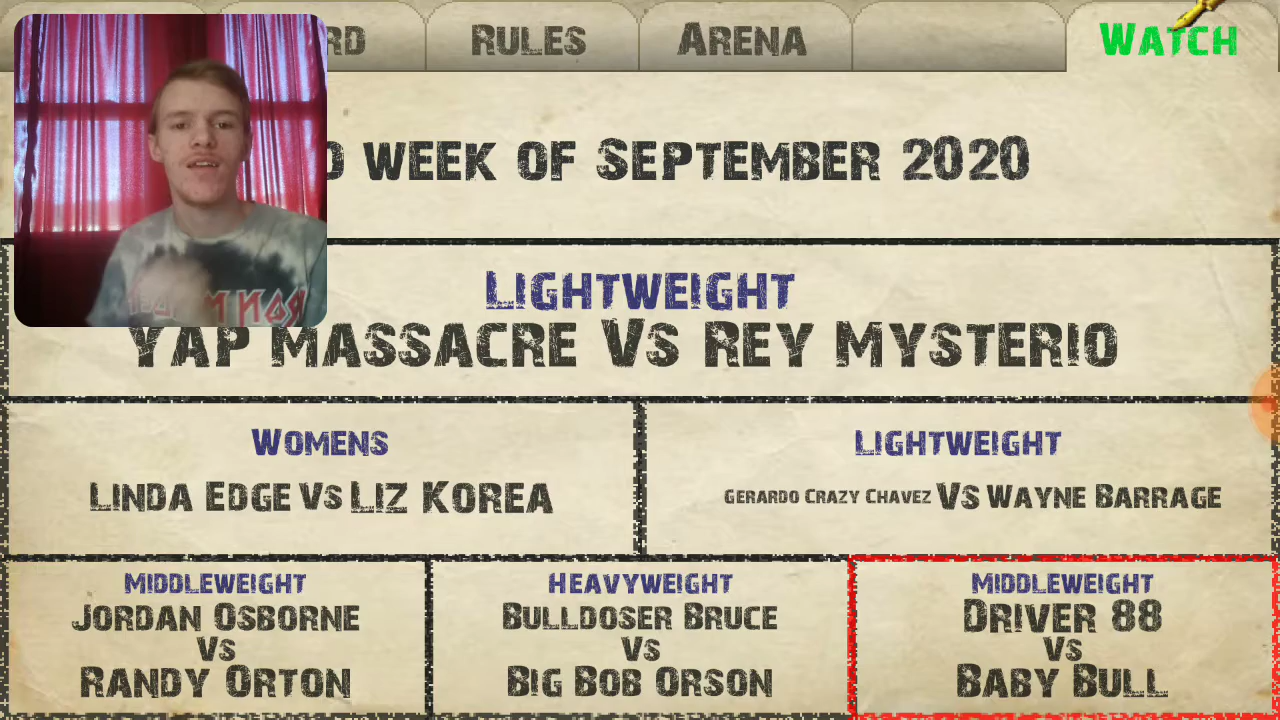 RULES
ARENA
WATCH
WEEK OF SEPTEMBER 2020
LIGHTWEIGHT
YAP MASSACRE VS REY MYSTERIO
WOMENS
LINDA EDGE VS LIZ KOREA
LIGHTWEIGHT
GERARDO CRAZY CHAVEZ VS WAYNE BARRAGE
MIDDLEWEIGHT
JORDAN OSBORNE
VS
RANDY ORTON
HEAVYWEIGHT
BULLDOSER BRUCE
VS
BIG BOB ORSON
MIDDLEWEIGHT
DRIVER 88
VS
BABY BULL